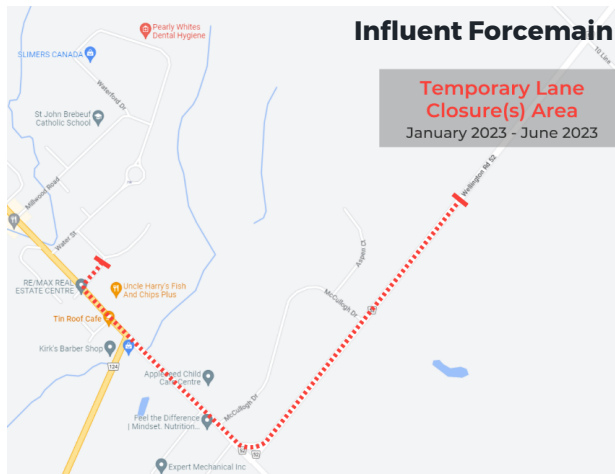 Influent Forcemain
Temporary Lane
Closure(s) Area
January 2023 - June 2023
Pearly Whites
Dental Hygiene
SLIMERS CANADA
10 Line
Waterford Dr
St John Brebeuf
Catholic School
Wellington Rd 52
Millwood Road
Water St
Aspen Ct
RE/MAX REAL
ESTATE CENTRE
Uncle Harry's Fish
And Chips Plus
McCullogh Dr
Tin Roof Cafe
Kirk's Barber Shop
124
Appleseed Child
Care Centre
McCullogh Dr
Feel the Difference
| Mindset. Nutrition...
52
Expert Mechanical Inc